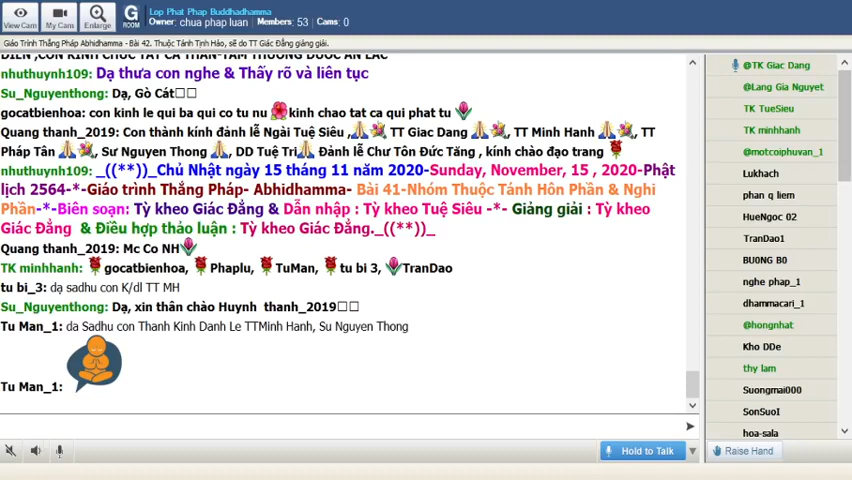 View Cam
My Cam
Enlarge
G
ROOM
Lop Phat Phap Buddhadhamma
Owner: chua phap luan   Members: 53   Cams: 0
Giáo Trình Thắng Pháp Abhidhamma - Bài 42. Thuộc Tánh Tịnh Hảo, sẽ do TT Giác Đẳng giảng giải.
nhuthuynh109: Dạ thưa con nghe & Thấy rõ và liên tục
Su_Nguyenthong: Dạ, Gò Cát
gocatbienhoa: con kinh le qui ba qui co tu nu kinh chao tat ca qui phat tu
Quang thanh_2019: Con thành kính đảnh lễ Ngài Tuệ Siêu , , TT Giac Dang , TT Minh Hanh , TT
Pháp Tân , Sư Nguyen Thong , DD Tuệ Tri Đảnh lễ Chư Tôn Đức Tăng , kính chào đạo trang
nhuthuynh109: _((**))_Chủ Nhật ngày 15 tháng 11 năm 2020-Sunday, November, 15 , 2020-Phật
lịch 2564-*-Giáo trình Thắng Pháp- Abhidhamma- Bài 41-Nhóm Thuộc Tánh Hôn Phần & Nghi
Phần-*-Biên soạn: Tỳ kheo Giác Đẳng & Dẫn nhập : Tỳ kheo Tuệ Siêu -*- Giảng giải : Tỳ kheo
Giác Đẳng & Điều hợp thảo luận : Tỳ kheo Giác Đẳng._((**))_
Quang thanh_2019: Mc Co NH
TK minhhanh: gocatbienhoa, Phaplu, TuMan, tu bi 3, TranDao
tu bi_3: dạ sadhu con K/dl TT MH
Su_Nguyenthong: Dạ, xin thân chào Huynh thanh_2019
Tu Man_1: da Sadhu con Thanh Kinh Danh Le TTMinh Hanh, Su Nguyen Thong
Tu Man_1:
Hold to Talk
@TK Giac Dang
@Lang Gia Nguyet
TK TueSieu
TK minhhanh
@motcoiphuvan_1
Lukhach
phan q liem
HueNgoc 02
TranDao1
BU0NG B0
nghe phap_1
dhammacari_1
@hongnhat
Kho DDe
thy lam
Suongmai000
SonSuoI
hoa-sala
Raise Hand